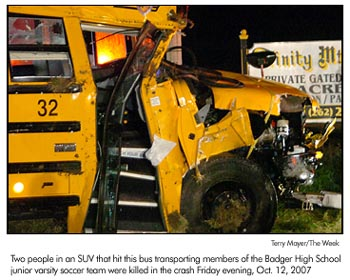 inity M
PRIVATE GATED
ACRE
(262)
32
Terry Mayer/The Week
Two people in an SUV that hit this bus transporting members of the Badger High School
junior varsity soccer team were killed in the crash Friday evening, Oct. 12, 2007